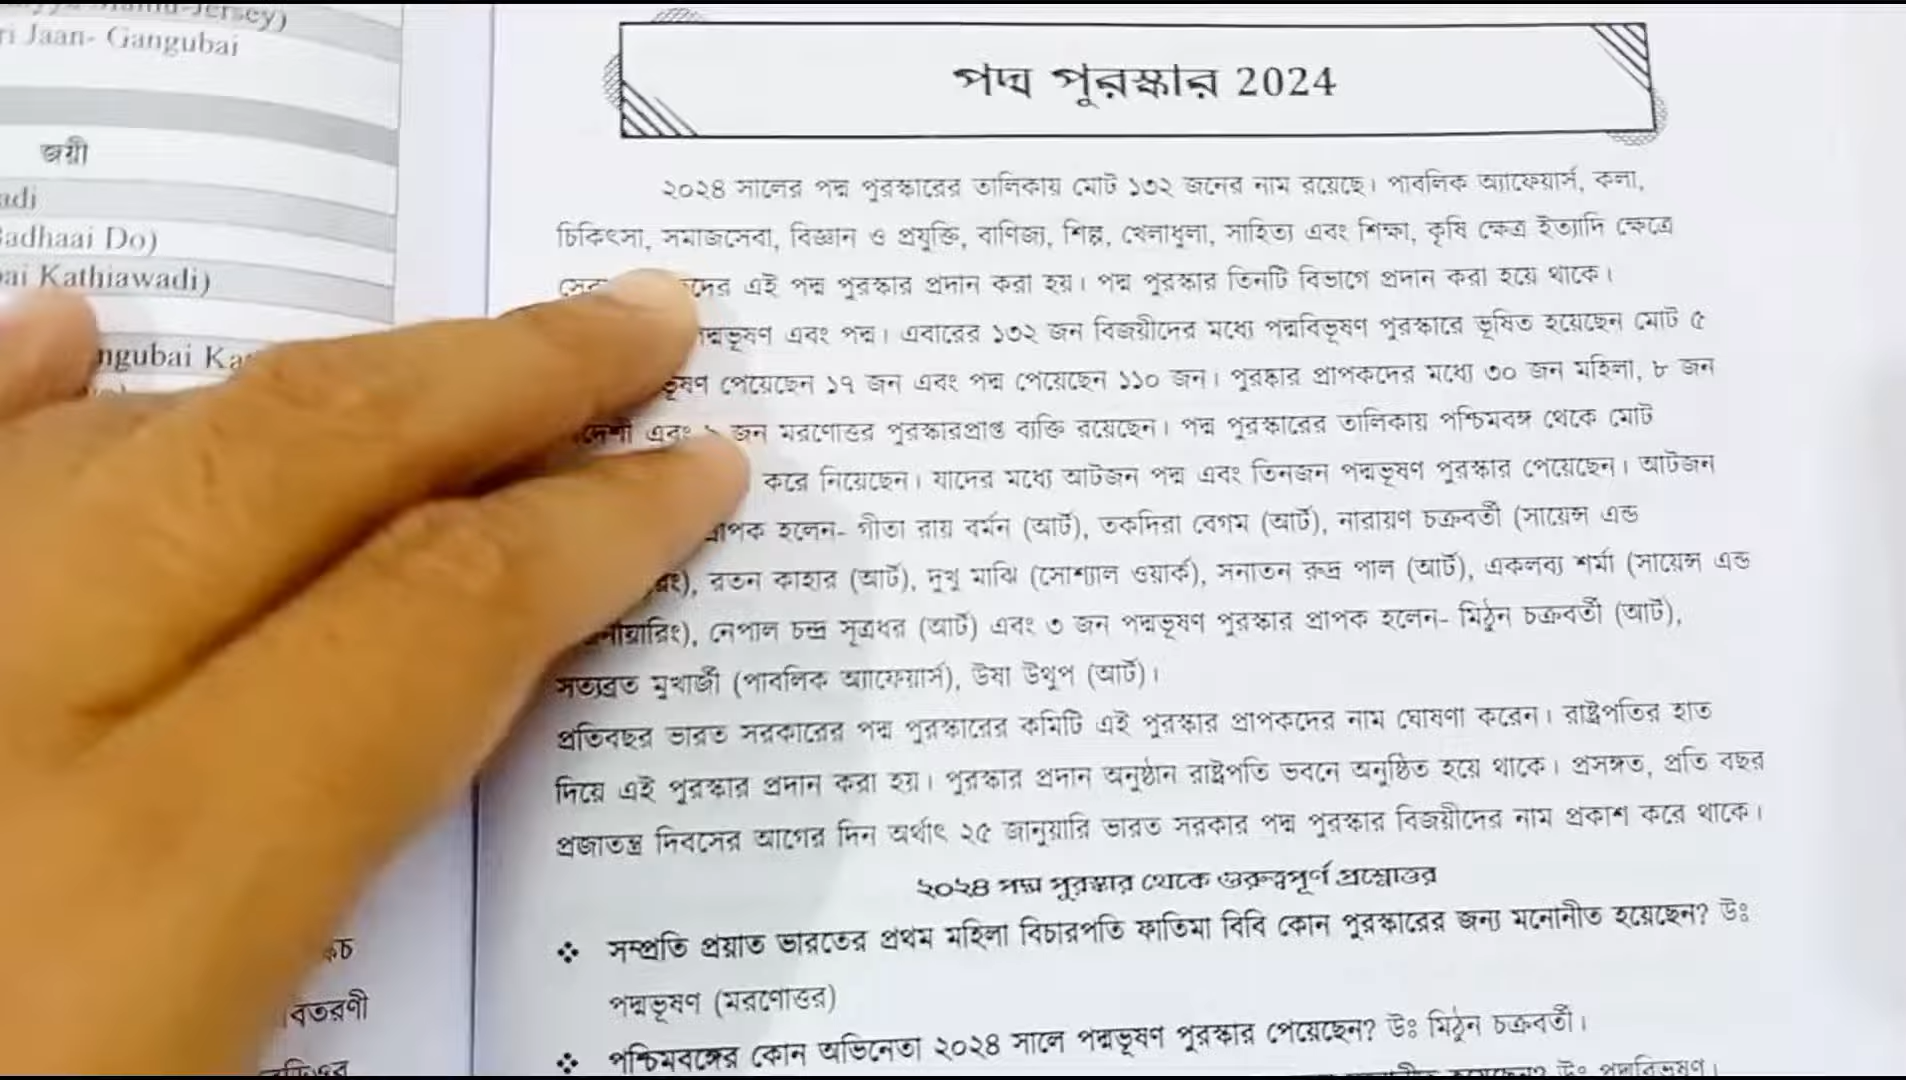 Jaan- Gangubai
জয়ী
Kathiawadi)
ngubai
পদ্ম পুরস্কার 2024
২০২৪ সালের পদ্ম পুরস্কারের তালিকায় মোট ১৩২ জনের নাম রয়েছে। পাবলিক অ্যাফেয়ার্স, কলা,
চিকিৎসা, সমাজসেবা, বিজ্ঞান ও প্রযুক্তি, বাণিজ্য, শিল্প, খেলাধুলা, সাহিত্য এবং শিক্ষা, কৃষি ক্ষেত্র ইত্যাদি ক্ষেত্রে
এই পদ্ম পুরস্কার প্রদান করা হয়। পদ্ম পুরস্কার তিনটি বিভাগে প্রদান করা হয়ে থাকে।
এবং পদ্ম। এবারের ১৩২ জন বিজয়ীদের মধ্যে পদ্মবিভূষণ পুরস্কারে ভূষিত হয়েছেন মোট ৫
পেয়েছেন ১৭ জন এবং পদ্ম পেয়েছেন ১১০ জন। পুরষ্কার প্রাপকদের মধ্যে ৩০ জন মহিলা, ৮ জন
এবং জন মরণোত্তর পুরস্কারপ্রাপ্ত ব্যক্তি রয়েছেন। পদ্ম পুরস্কারের তালিকায় পশ্চিমবঙ্গ থেকে মোট
করে নিয়েছেন। যাদের মধ্যে আটজন পদ্ম এবং তিনজন পদ্মভূষণ পুরস্কার পেয়েছেন। আটজন
হলেন- গীতা রায় বর্মন (আর্ট), তকদিরা বেগম (আর্ট), নারায়ণ চক্রবর্তী (সায়েন্স এন্ড
রতন কাহার (আর্ট), দুখু মাঝি (সোশ্যাল ওয়ার্ক), সনাতন রুদ্র পাল (আর্ট), একলব্য শর্মা (সায়েন্স এন্ড
নেপাল চন্দ্র সূত্রধর (আর্ট) এবং ৩ জন পদ্মভূষণ পুরস্কার প্রাপক হলেন- মিঠুন চক্রবর্তী (আর্ট),
সত্যব্রত মুখার্জী (পাবলিক অ্যাফেয়ার্স), উষা উথুপ (আর্ট)।
প্রতিবছর ভারত সরকারের পদ্ম পুরস্কারের কমিটি এই পুরস্কার প্রাপকদের নাম ঘোষণা করেন। রাষ্ট্রপতির হাত
দিয়ে এই পুরস্কার প্রদান করা হয়। পুরস্কার প্রদান অনুষ্ঠান রাষ্ট্রপতি ভবনে অনুষ্ঠিত হয়ে থাকে। প্রসঙ্গত, প্রতি বছর
প্রজাতন্ত্র দিবসের আগের দিন অর্থাৎ ২৫ জানুয়ারি ভারত সরকার পদ্ম পুরস্কার বিজয়ীদের নাম প্রকাশ করে থাকে।
২০২৪ পদ্ম পুরস্কার থেকে গুরুত্বপূর্ণ প্রশ্নোত্তর
❖ সম্প্রতি প্রয়াত ভারতের প্রথম মহিলা বিচারপতি ফাতিমা বিবি কোন পুরস্কারের জন্য মনোনীত হয়েছেন? উঃ
পদ্মভূষণ (মরণোত্তর)
❖ পশ্চিমবঙ্গের কোন অভিনেতা ২০২৪ সালে পদ্মভূষণ পুরস্কার পেয়েছেন? উঃ মিঠুন চক্রবর্তী।